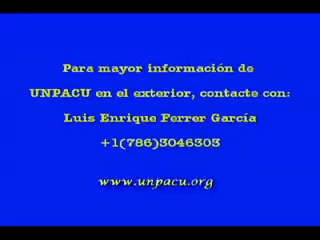 Para mayor información de
UNPACU en el exterior, contacte con:
Luis Enrique Ferrer García
+1(786)3046303
www.unpacu.org